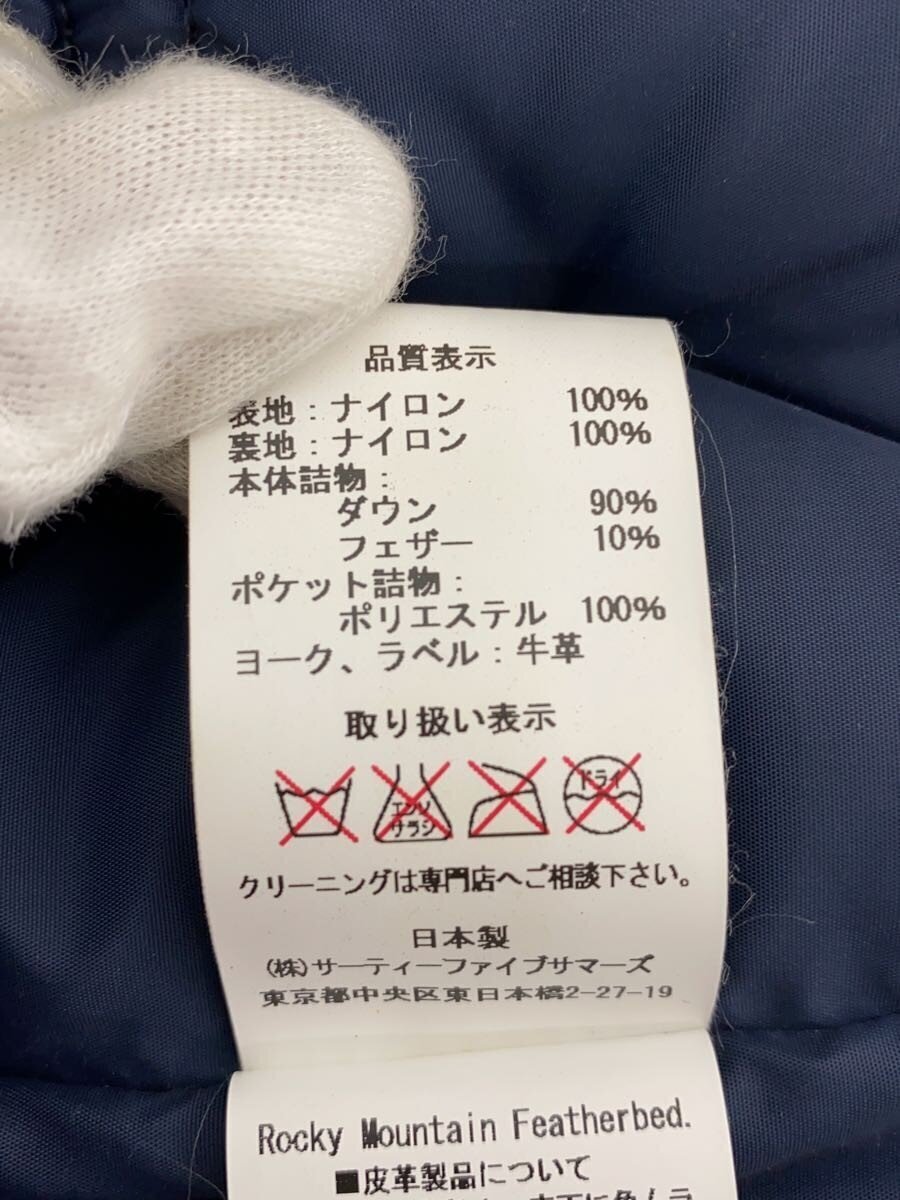 品質表示
表地：ナイロン 100%
裏地：ナイロン 100%
本体詰物：
ダウン 90%
フェザー 10%
ポケット詰物：
ポリエステル 100%
ヨーク、ラベル：牛革
取り扱い表示
エンソサラシ ドライ
クリーニングは専門店へご相談下さい。
日本製
(株)サーティーファイブサマーズ
東京都中央区東日本橋2-27-19
Rocky Mountain Featherbed.
■皮革製品について